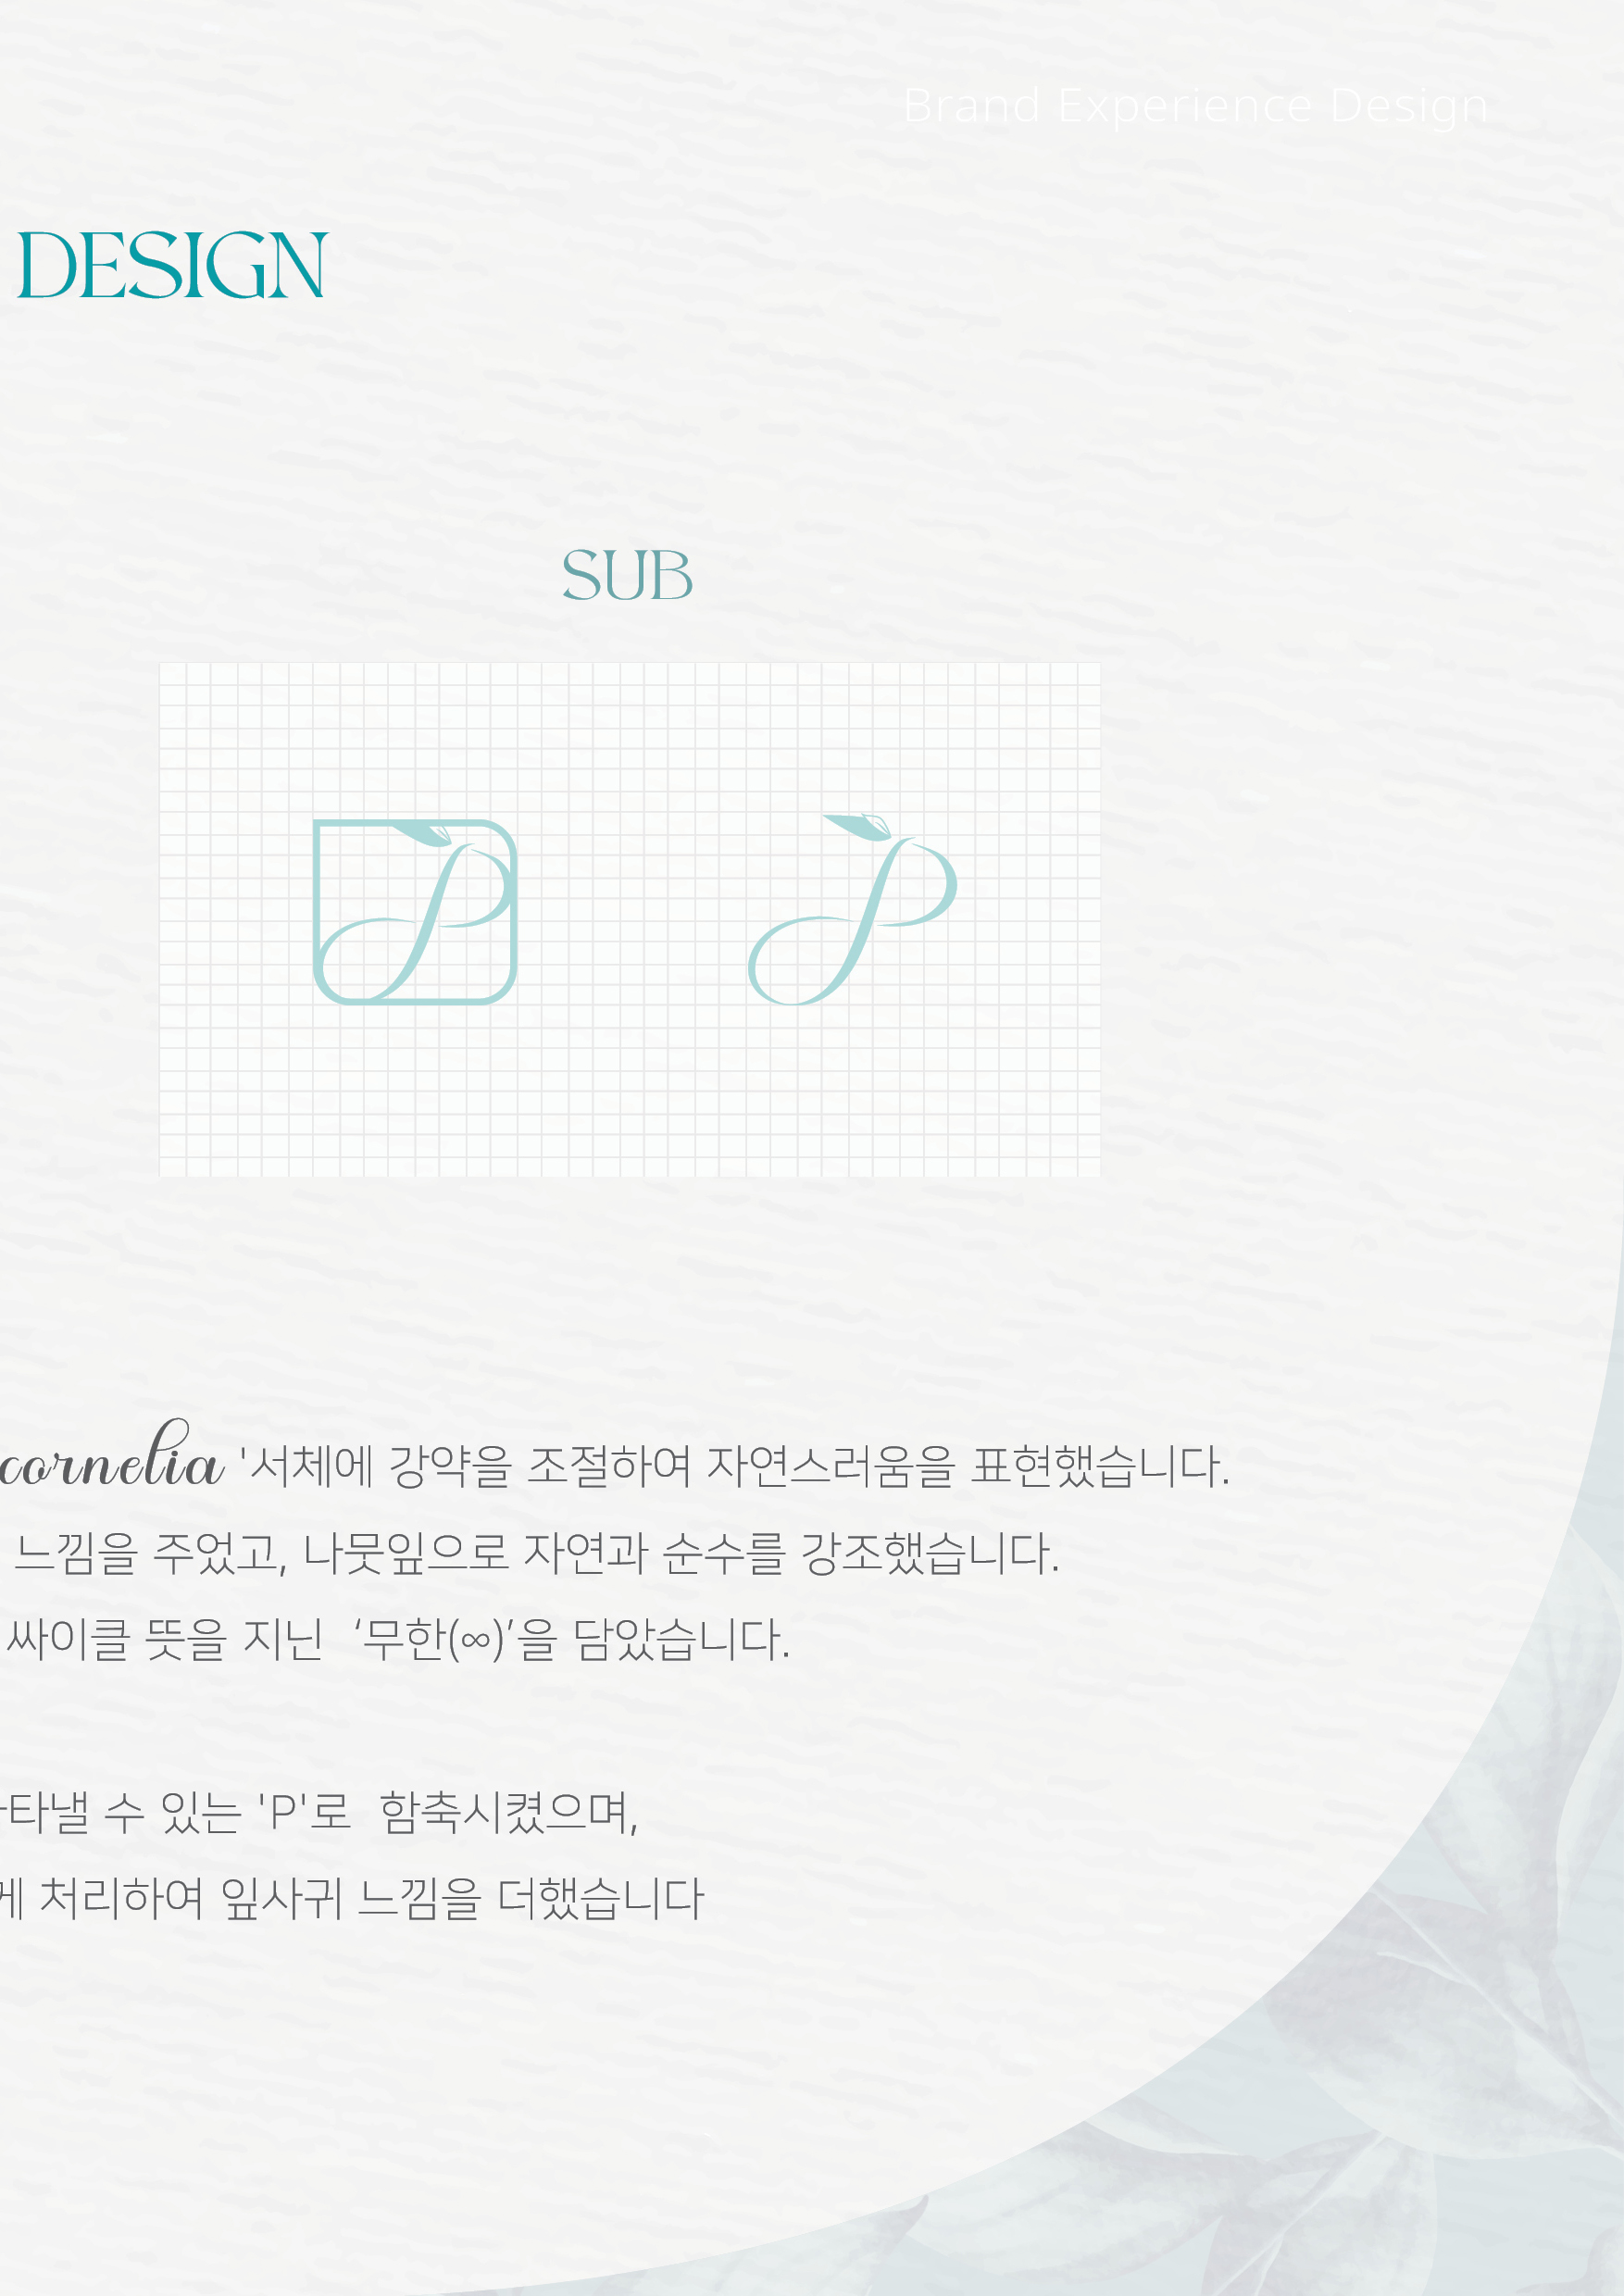 Brand Experience Design
DESIGN
SUB
P
P
cornelia '서체에 강약을 조절하여 자연스러움을 표현했습니다.
느낌을 주었고, 나뭇잎으로 자연과 순수를 강조했습니다.
싸이클 뜻을 지닌 ‘무한(∞)’을 담았습니다.
타낼 수 있는 'P'로 함축시켰으며,
게 처리하여 잎사귀 느낌을 더했습니다